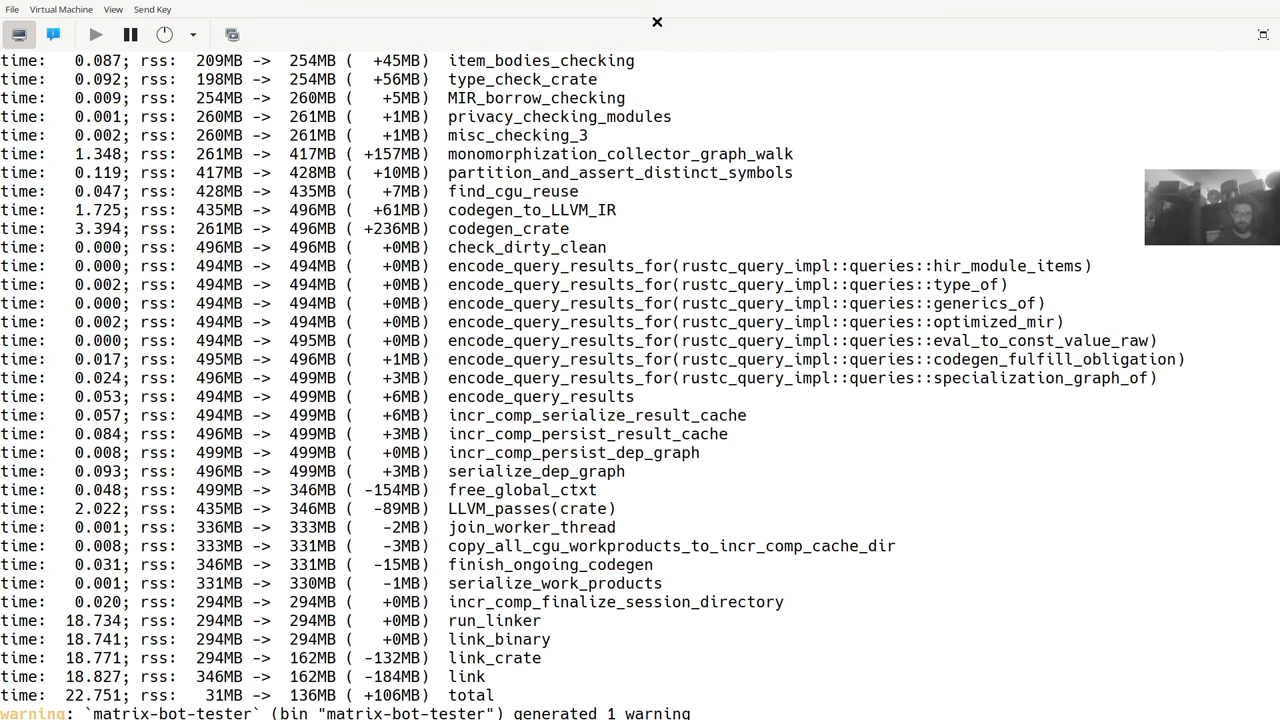 File Virtual Machine View Send Key
time: 0.087; rss: 209MB -> 254MB ( +45MB) item_bodies_checking
time: 0.092; rss: 198MB -> 254MB ( +56MB) type_check_crate
time: 0.009; rss: 254MB -> 260MB ( +5MB) MIR_borrow_checking
time: 0.001; rss: 260MB -> 261MB ( +1MB) privacy_checking_modules
time: 0.002; rss: 260MB -> 261MB ( +1MB) misc_checking_3
time: 1.348; rss: 261MB -> 417MB ( +157MB) monomorphization_collector_graph_walk
time: 0.119; rss: 417MB -> 428MB ( +10MB) partition_and_assert_distinct_symbols
time: 0.047; rss: 428MB -> 435MB ( +7MB) find_cgu_reuse
time: 1.725; rss: 435MB -> 496MB ( +61MB) codegen_to_LLVM_IR
time: 3.394; rss: 261MB -> 496MB ( +236MB) codegen_crate
time: 0.000; rss: 496MB -> 496MB ( +0MB) check_dirty_clean
time: 0.000; rss: 494MB -> 494MB ( +0MB) encode_query_results_for(rustc_query_impl::queries::hir_module_items)
time: 0.002; rss: 494MB -> 494MB ( +0MB) encode_query_results_for(rustc_query_impl::queries::type_of)
time: 0.000; rss: 494MB -> 494MB ( +0MB) encode_query_results_for(rustc_query_impl::queries::generics_of)
time: 0.002; rss: 494MB -> 494MB ( +0MB) encode_query_results_for(rustc_query_impl::queries::optimized_mir)
time: 0.000; rss: 494MB -> 495MB ( +0MB) encode_query_results_for(rustc_query_impl::queries::eval_to_const_value_raw)
time: 0.017; rss: 495MB -> 496MB ( +1MB) encode_query_results_for(rustc_query_impl::queries::codegen_fulfill_obligation)
time: 0.024; rss: 496MB -> 499MB ( +3MB) encode_query_results_for(rustc_query_impl::queries::specialization_graph_of)
time: 0.053; rss: 494MB -> 499MB ( +6MB) encode_query_results
time: 0.057; rss: 494MB -> 499MB ( +6MB) incr_comp_serialize_result_cache
time: 0.084; rss: 496MB -> 499MB ( +3MB) incr_comp_persist_result_cache
time: 0.008; rss: 499MB -> 499MB ( +0MB) incr_comp_persist_dep_graph
time: 0.093; rss: 496MB -> 499MB ( +3MB) serialize_dep_graph
time: 0.048; rss: 499MB -> 346MB ( -154MB) free_global_ctxt
time: 2.022; rss: 435MB -> 346MB ( -89MB) LLVM_passes(crate)
time: 0.001; rss: 336MB -> 333MB ( -2MB) join_worker_thread
time: 0.008; rss: 333MB -> 331MB ( -3MB) copy_all_cgu_workproducts_to_incr_comp_cache_dir
time: 0.031; rss: 346MB -> 331MB ( -15MB) finish_ongoing_codegen
time: 0.001; rss: 331MB -> 330MB ( -1MB) serialize_work_products
time: 0.020; rss: 294MB -> 294MB ( +0MB) incr_comp_finalize_session_directory
time: 18.734; rss: 294MB -> 294MB ( +0MB) run_linker
time: 18.741; rss: 294MB -> 294MB ( +0MB) link_binary
time: 18.771; rss: 294MB -> 162MB ( -132MB) link_crate
time: 18.827; rss: 346MB -> 162MB ( -184MB) link
time: 22.751; rss: 31MB -> 136MB ( +106MB) total
warning: `matrix-bot-tester` (bin "matrix-bot-tester") generated 1 warning